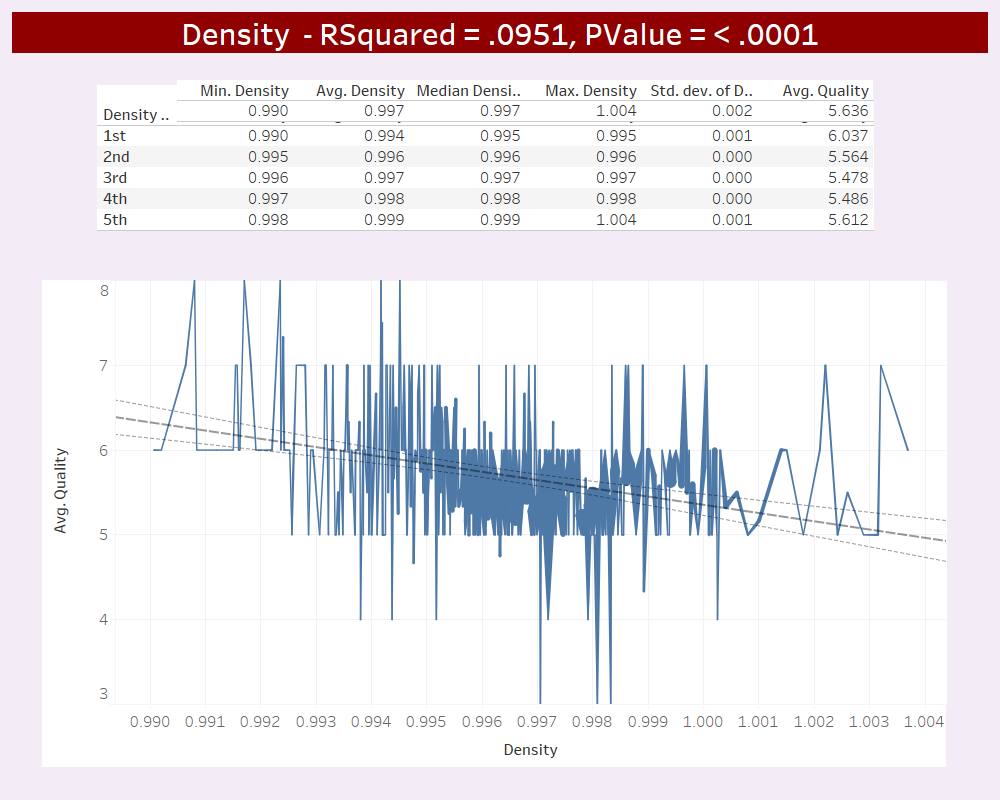 Density - RSquared = .0951, PValue = < .0001
Min. Density Avg. Density Median Densi.. Max. Density Std. dev. of D.. Avg. Quality
0.990 0.997 0.997 1.004 0.002 5.636
Density ..
1st 0.990 0.994 0.995 0.995 0.001 6.037
2nd 0.995 0.996 0.996 0.996 0.000 5.564
3rd 0.996 0.997 0.997 0.997 0.000 5.478
4th 0.997 0.998 0.998 0.998 0.000 5.486
5th 0.998 0.999 0.999 1.004 0.001 5.612
8
7
6
5
4
3
Avg. Quality
0.990 0.991 0.992 0.993 0.994 0.995 0.996 0.997 0.998 0.999 1.000 1.001 1.002 1.003 1.004
Density